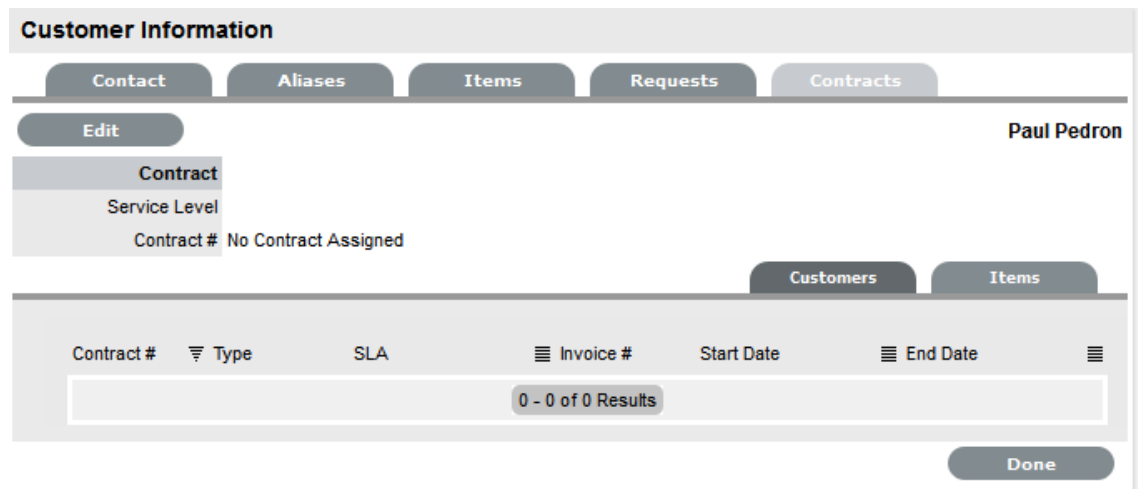 Customer Information
Contact Aliases Items Requests Contracts
Edit Paul Pedron
Contract
Service Level
Contract # No Contract Assigned
Customers Items
Contract # Type SLA Invoice # Start Date End Date
0 - 0 of 0 Results
Done